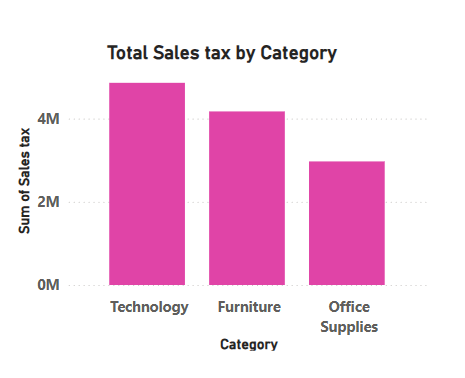 Total Sales tax by Category
Sum of Sales tax
4M
2M
0M
Technology
Furniture
Office
Supplies
Category